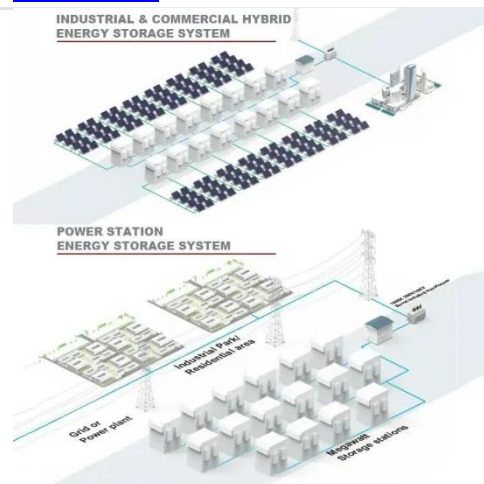 INDUSTRIAL & COMMERCIAL HYBRID
ENERGY STORAGE SYSTEM
POWER STATION
ENERGY STORAGE SYSTEM
Industrial Park/
Residential area
Grid or
Power plant
Megawatt
Storage stations